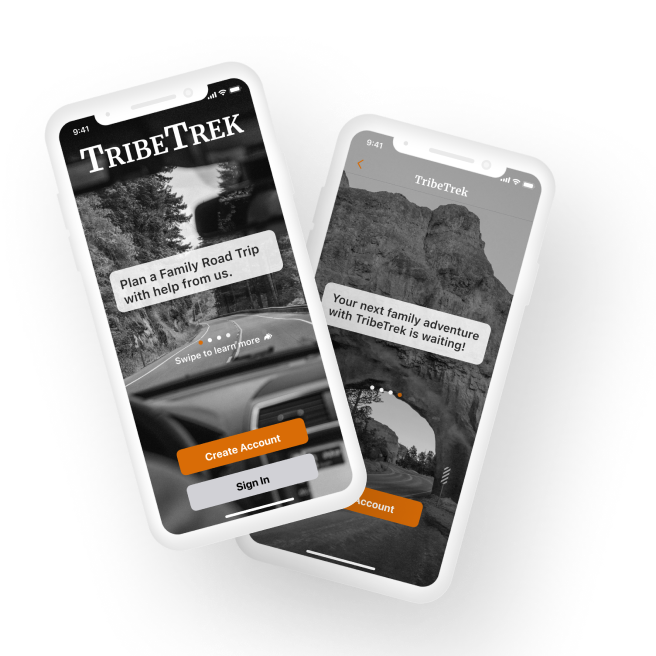 9:41
TRIBETREK
Plan a Family Road Trip
with help from us.
Swipe to learn more
Create Account
Sign In
9:41
TribeTrek
Your next family adventure
with TribeTrek is waiting!
Account